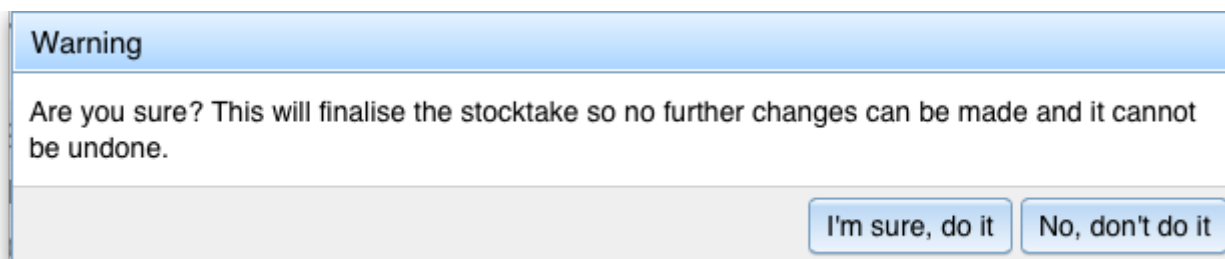 Warning
Are you sure? This will finalise the stocktake so no further changes can be made and it cannot
be undone.
I'm sure, do it
No, don't do it